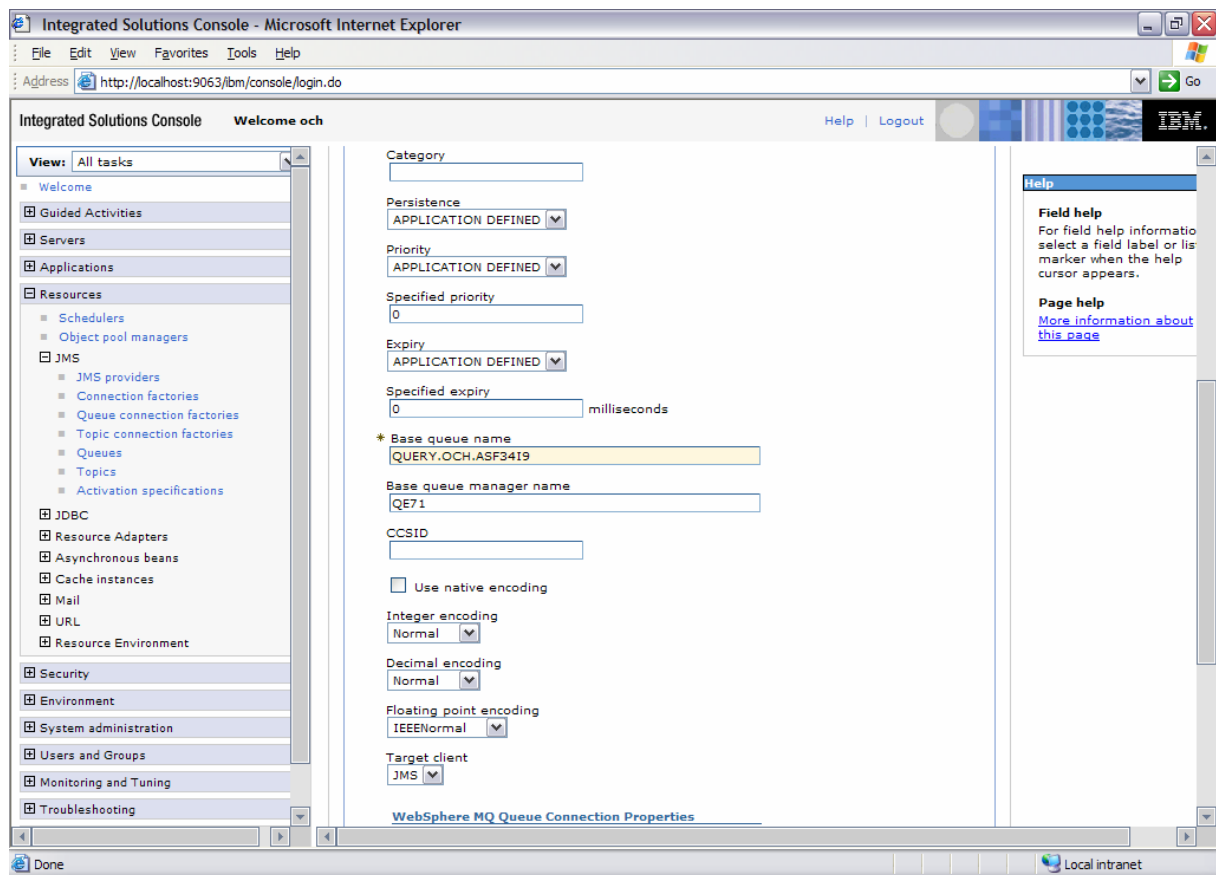 Integrated Solutions Console - Microsoft Internet Explorer
File Edit View Favorites Tools Help
Address http://localhost:9063/ibm/console/login.do Go
Integrated Solutions Console Welcome och Help | Logout IBM.
View: All tasks
Welcome
Guided Activities
Servers
Applications
Resources
Schedulers
Object pool managers
JMS
JMS providers
Connection factories
Queue connection factories
Topic connection factories
Queues
Topics
Activation specifications
JDBC
Resource Adapters
Asynchronous beans
Cache instances
Mail
URL
Resource Environment
Security
Environment
System administration
Users and Groups
Monitoring and Tuning
Troubleshooting
Category
Persistence
APPLICATION DEFINED
Priority
APPLICATION DEFINED
Specified priority
0
Expiry
APPLICATION DEFINED
Specified expiry
0 milliseconds
* Base queue name
QUERY.OCH.ASF34I9
Base queue manager name
QE71
CCSID
Use native encoding
Integer encoding
Normal
Decimal encoding
Normal
Floating point encoding
IEEENormal
Target client
JMS
WebSphere MQ Queue Connection Properties
Help
Field help
For field help informatio
select a field label or lis
marker when the help
cursor appears.
Page help
More information about
this page
Done Local intranet